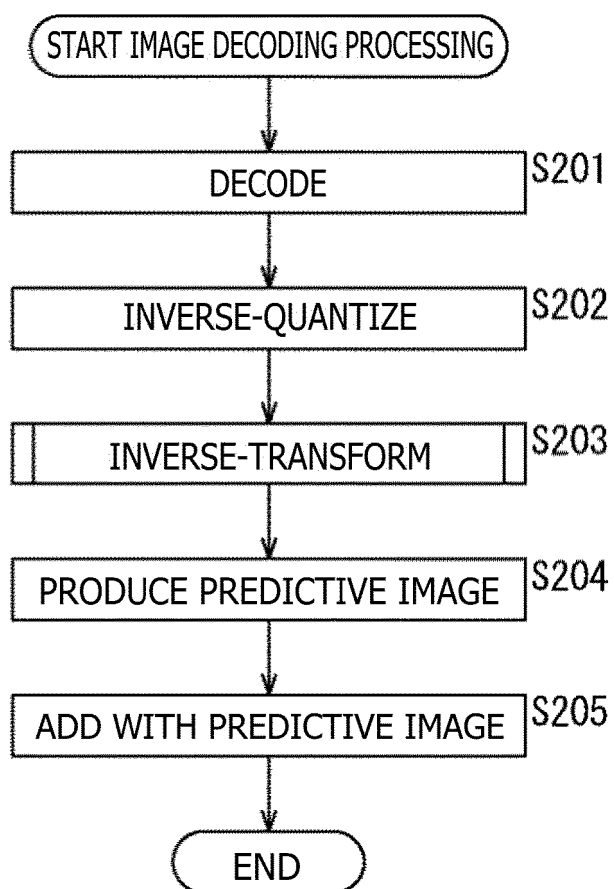 START IMAGE DECODING PROCESSING
DECODE
S201
INVERSE-QUANTIZE
S202
INVERSE-TRANSFORM
S203
PRODUCE PREDICTIVE IMAGE
S204
ADD WITH PREDICTIVE IMAGE
S205
END